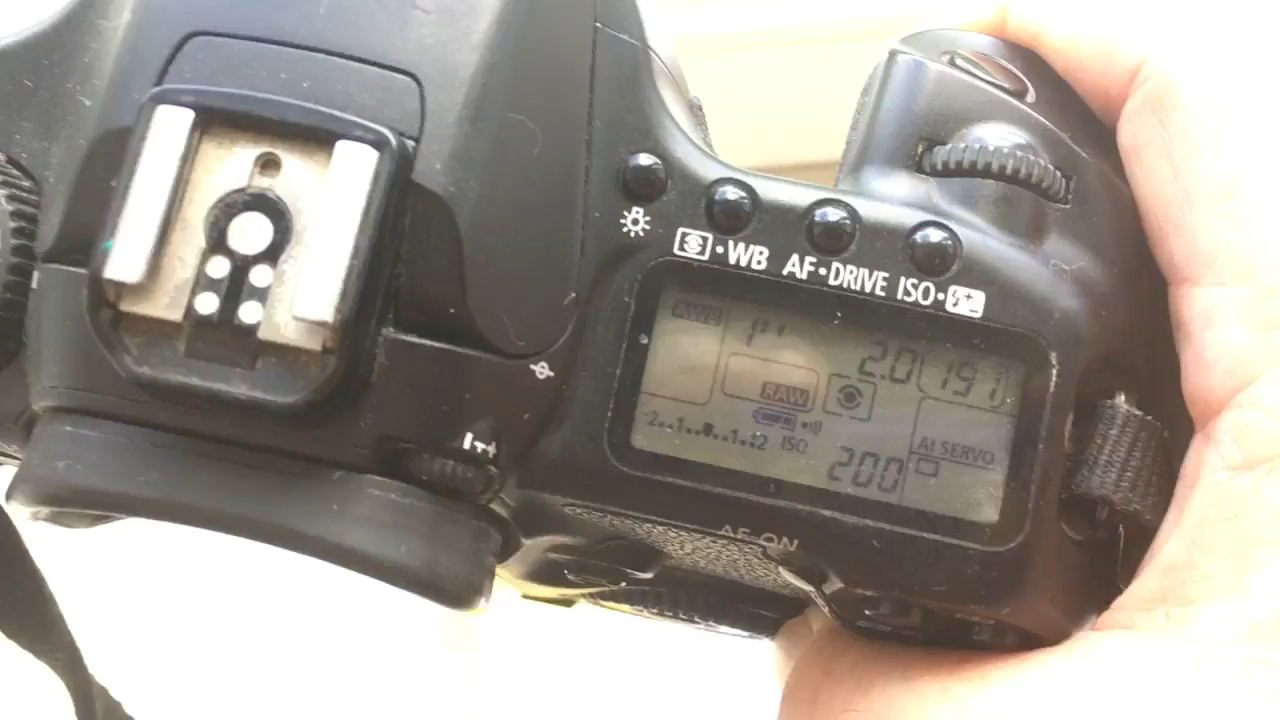 WB AF•DRIVE ISO•
AWB 1" 2.0 191
RAW
-2..1..0..1.:2 ISO 200
AI SERVO
AF-ON